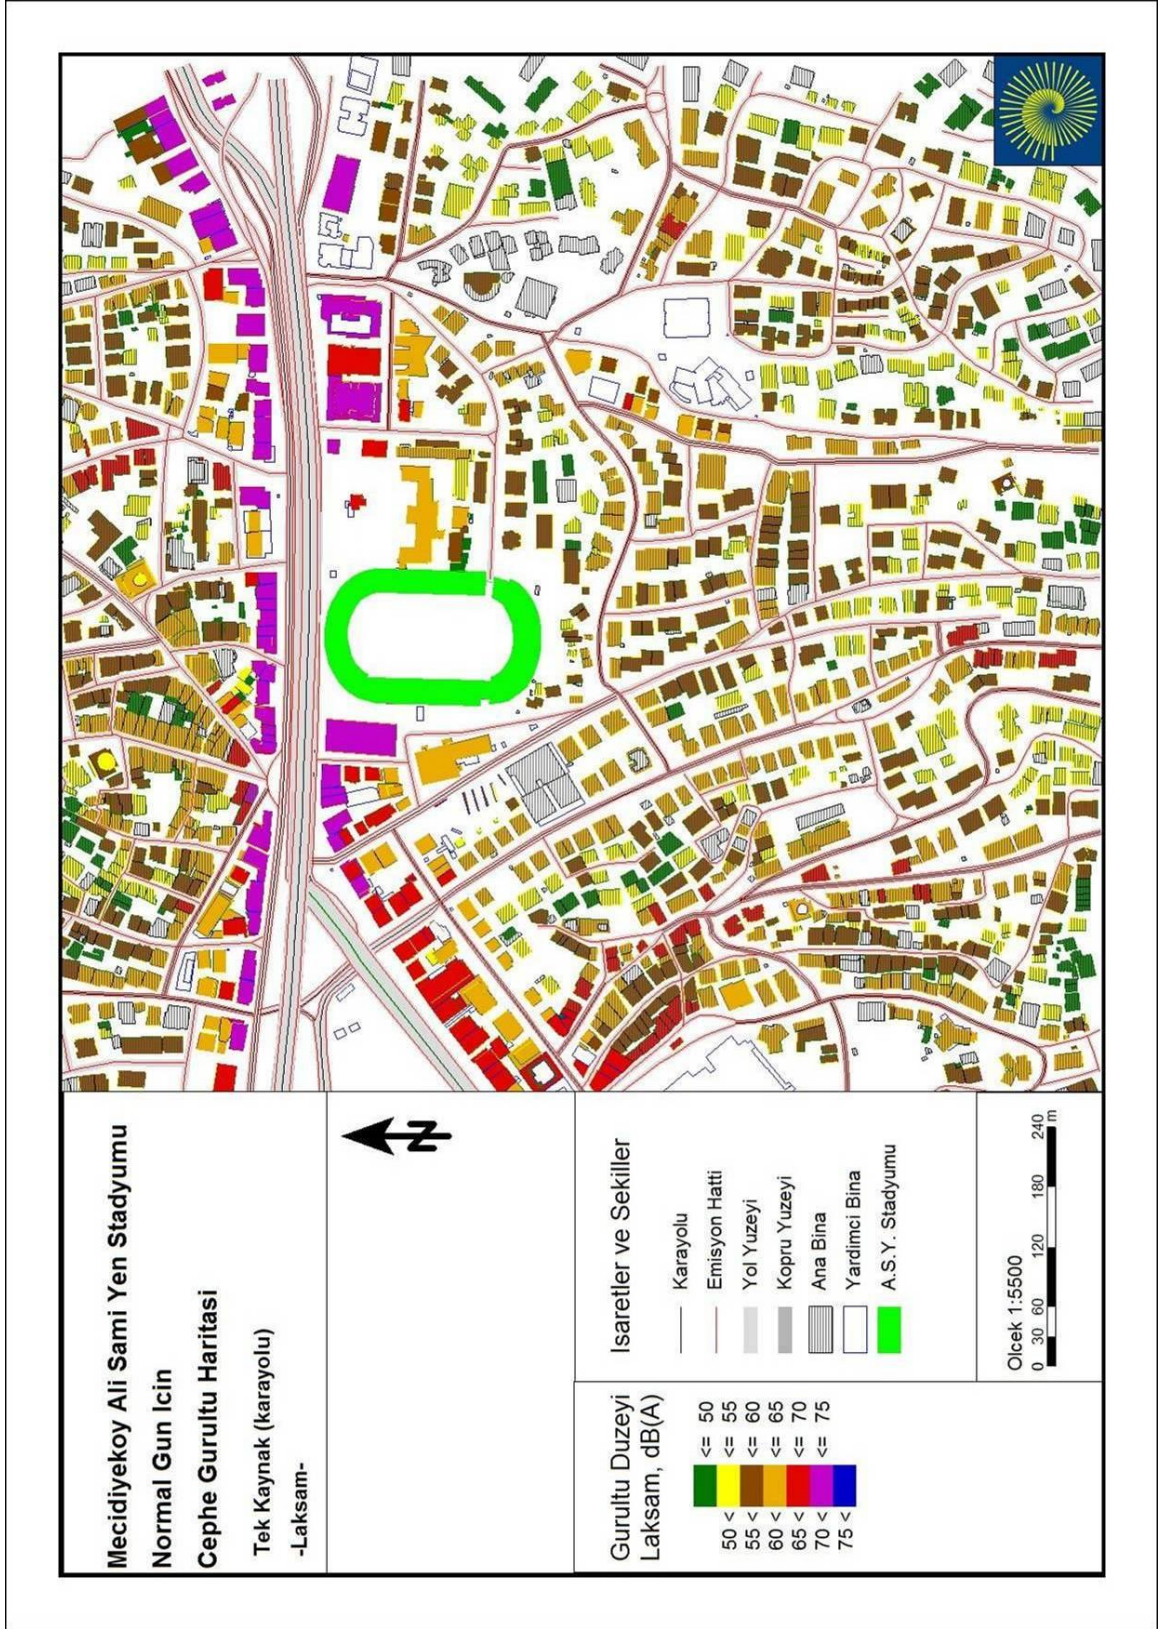 Mecidiyekoy Ali Sami Yen Stadyumu
Normal Gun Icin
Cephe Gurultu Haritasi
Tek Kaynak (karayolu)
-Laksam-
N
Gurultu Duzeyi
Laksam, dB(A)
<= 50
50 < <= 55
55 < <= 60
60 < <= 65
65 < <= 70
70 < <= 75
75 <
Isaretler ve Sekiller
Karayolu
Emisyon Hatti
Yol Yuzeyi
Kopru Yuzeyi
Ana Bina
Yardimci Bina
A.S.Y. Stadyumu
Olcek 1:5500
0 30 60 120 180 240
m